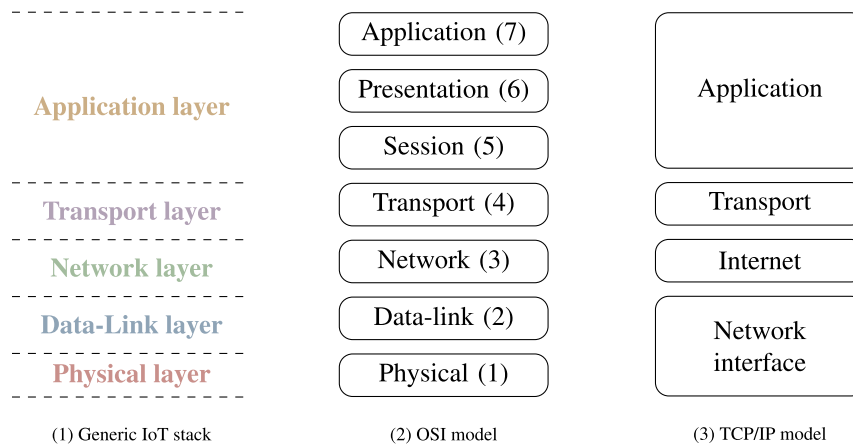 Application layer
Transport layer
Network layer
Data-Link layer
Physical layer
(1) Generic IoT stack
Application (7)
Presentation (6)
Session (5)
Transport (4)
Network (3)
Data-link (2)
Physical (1)
(2) OSI model
Application
Transport
Internet
Network
interface
(3) TCP/IP model